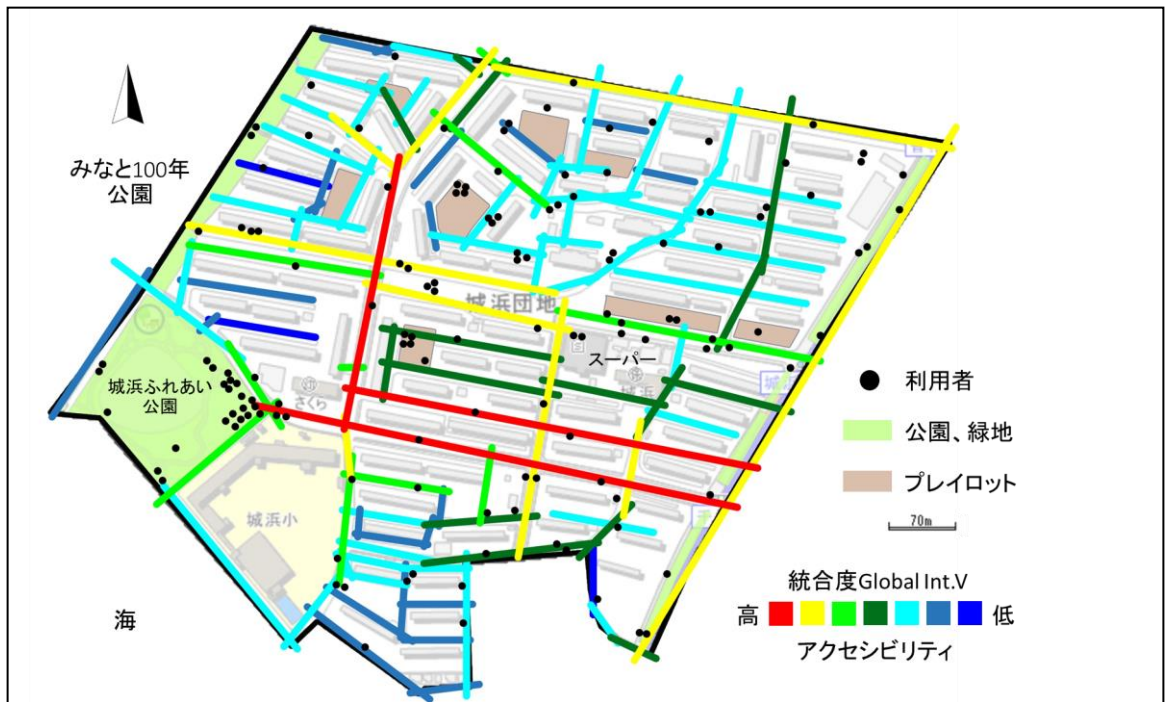 みなと100年
公園
城浜団地
スーパー
城浜
城浜ふれあい
公園
さくら
城浜小
海
利用者
公園、緑地
プレイロット
70m
統合度Global Int.V
高
低
アクセシビリティ